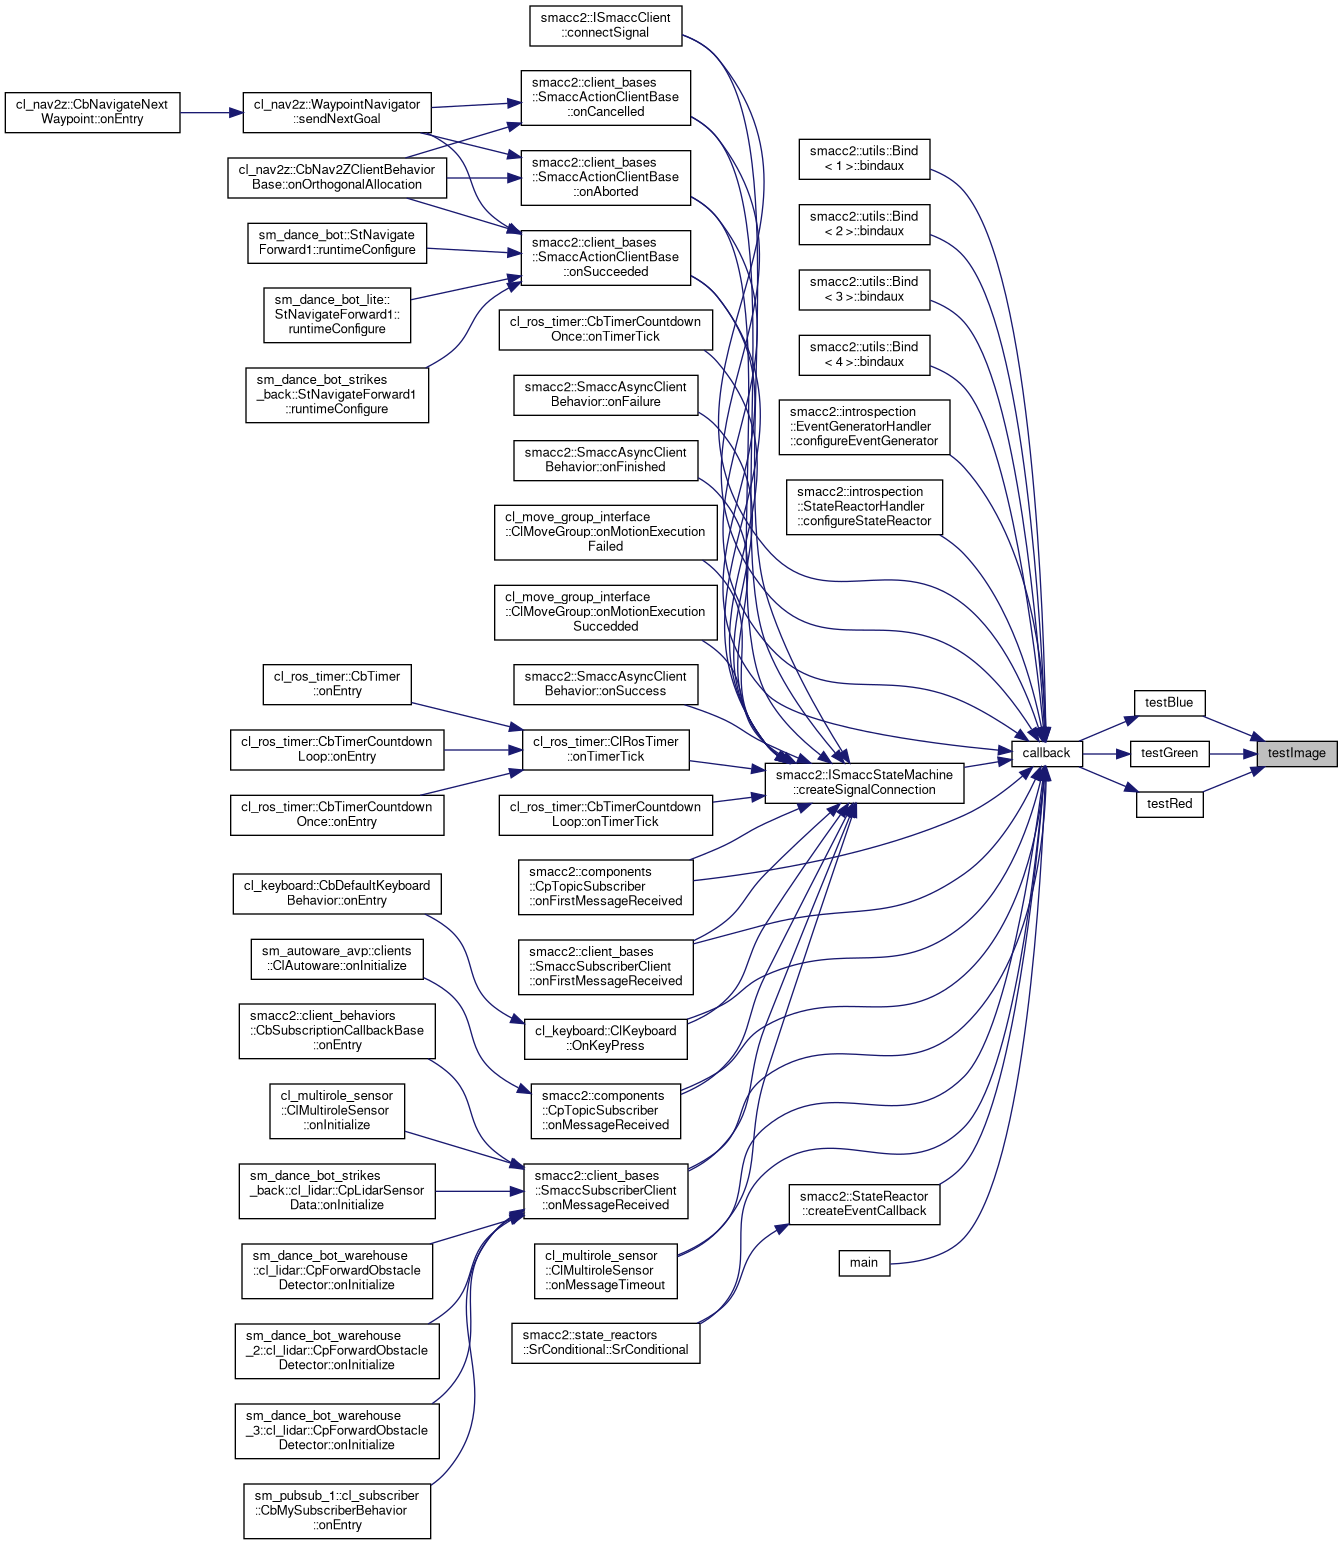 smacc2::ISmaccClient
::connectSignal
cl_nav2z::CbNavigateNext
Waypoint::onEntry
cl_nav2z::WaypointNavigator
::sendNextGoal
smacc2::client_bases
::SmaccActionClientBase
::onCancelled
cl_nav2z::CbNav2ZClientBehavior
Base::onOrthogonalAllocation
smacc2::client_bases
::SmaccActionClientBase
::onAborted
sm_dance_bot::StNavigate
Forward1::runtimeConfigure
smacc2::client_bases
::SmaccActionClientBase
::onSucceeded
sm_dance_bot_lite::
StNavigateForward1::
runtimeConfigure
cl_ros_timer::CbTimerCountdown
Once::onTimerTick
sm_dance_bot_strikes
_back::StNavigateForward1
::runtimeConfigure
smacc2::SmaccAsyncClient
Behavior::onFailure
smacc2::SmaccAsyncClient
Behavior::onFinished
cl_move_group_interface
::ClMoveGroup::onMotionExecution
Failed
cl_move_group_interface
::ClMoveGroup::onMotionExecution
Succedded
cl_ros_timer::CbTimer
::onEntry
smacc2::SmaccAsyncClient
Behavior::onSuccess
cl_ros_timer::CbTimerCountdown
Loop::onEntry
cl_ros_timer::ClRosTimer
::onTimerTick
cl_ros_timer::CbTimerCountdown
Once::onEntry
cl_ros_timer::CbTimerCountdown
Loop::onTimerTick
cl_keyboard::CbDefaultKeyboard
Behavior::onEntry
smacc2::components
::CpTopicSubscriber
::onFirstMessageReceived
sm_autoware_avp::clients
::ClAutoware::onInitialize
smacc2::client_bases
::SmaccSubscriberClient
::onFirstMessageReceived
smacc2::client_behaviors
::CbSubscriptionCallbackBase
::onEntry
cl_keyboard::ClKeyboard
::OnKeyPress
cl_multirole_sensor
::ClMultiroleSensor
::onInitialize
smacc2::components
::CpTopicSubscriber
::onMessageReceived
sm_dance_bot_strikes
_back::cl_lidar::CpLidarSensor
Data::onInitialize
smacc2::client_bases
::SmaccSubscriberClient
::onMessageReceived
sm_dance_bot_warehouse
::cl_lidar::CpForwardObstacle
Detector::onInitialize
cl_multirole_sensor
::ClMultiroleSensor
::onMessageTimeout
sm_dance_bot_warehouse
_2::cl_lidar::CpForwardObstacle
Detector::onInitialize
smacc2::state_reactors
::SrConditional::SrConditional
sm_dance_bot_warehouse
_3::cl_lidar::CpForwardObstacle
Detector::onInitialize
sm_pubsub_1::cl_subscriber
::CbMySubscriberBehavior
::onEntry
smacc2::utils::Bind
< 1 >::bindaux
smacc2::utils::Bind
< 2 >::bindaux
smacc2::utils::Bind
< 3 >::bindaux
smacc2::utils::Bind
< 4 >::bindaux
smacc2::introspection
::EventGeneratorHandler
::configureEventGenerator
smacc2::introspection
::StateReactorHandler
::configureStateReactor
smacc2::ISmaccStateMachine
::createSignalConnection
smacc2::StateReactor
::createEventCallback
main
callback
testBlue
testGreen
testRed
testImage